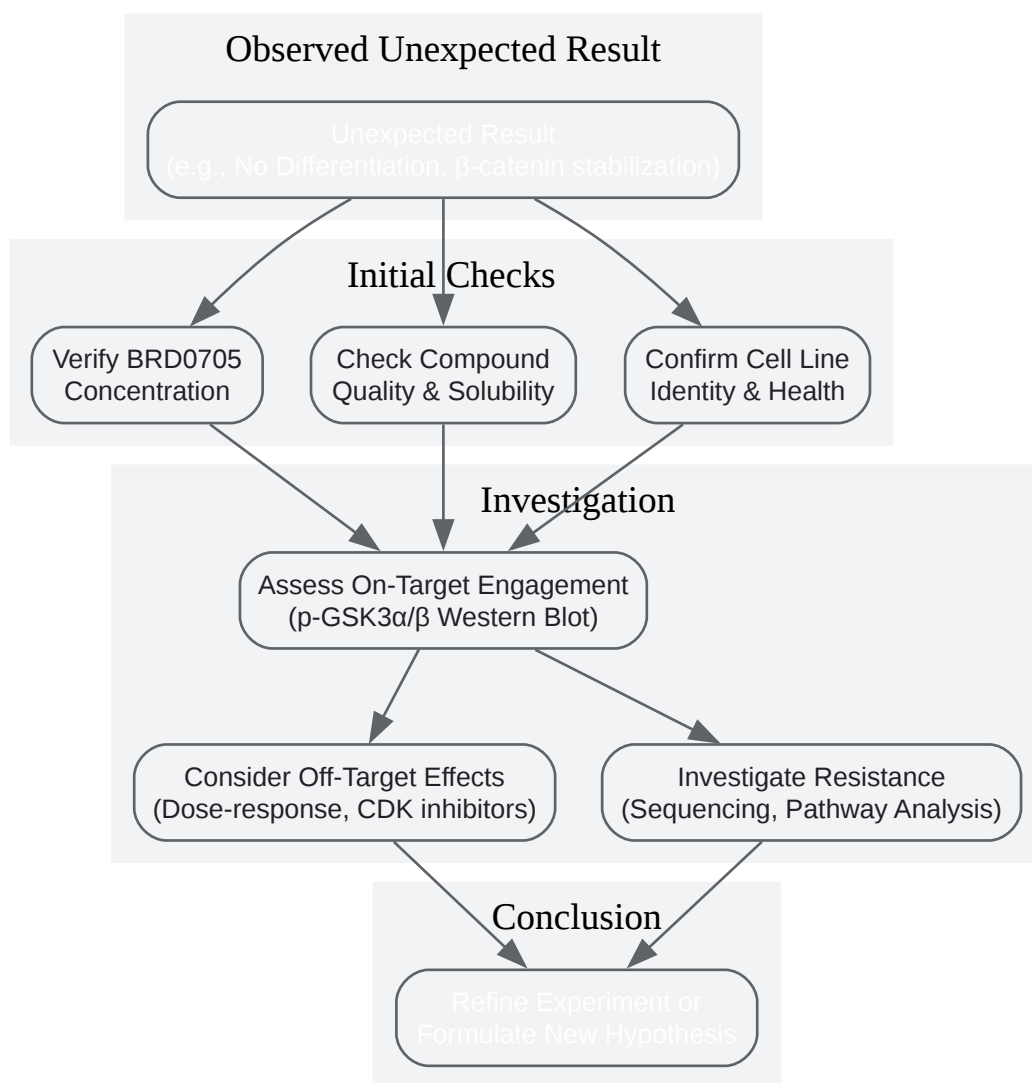 Observed Unexpected Result
Unexpected Result
(e.g., No Differentiation, β-catenin stabilization)
Initial Checks
Verify BRD0705
Concentration
Check Compound
Quality & Solubility
Confirm Cell Line
Identity & Health
Investigation
Assess On-Target Engagement
(p-GSK3α/β Western Blot)
Consider Off-Target Effects
(Dose-response, CDK inhibitors)
Investigate Resistance
(Sequencing, Pathway Analysis)
Conclusion
Refine Experiment or
Formulate New Hypothesis